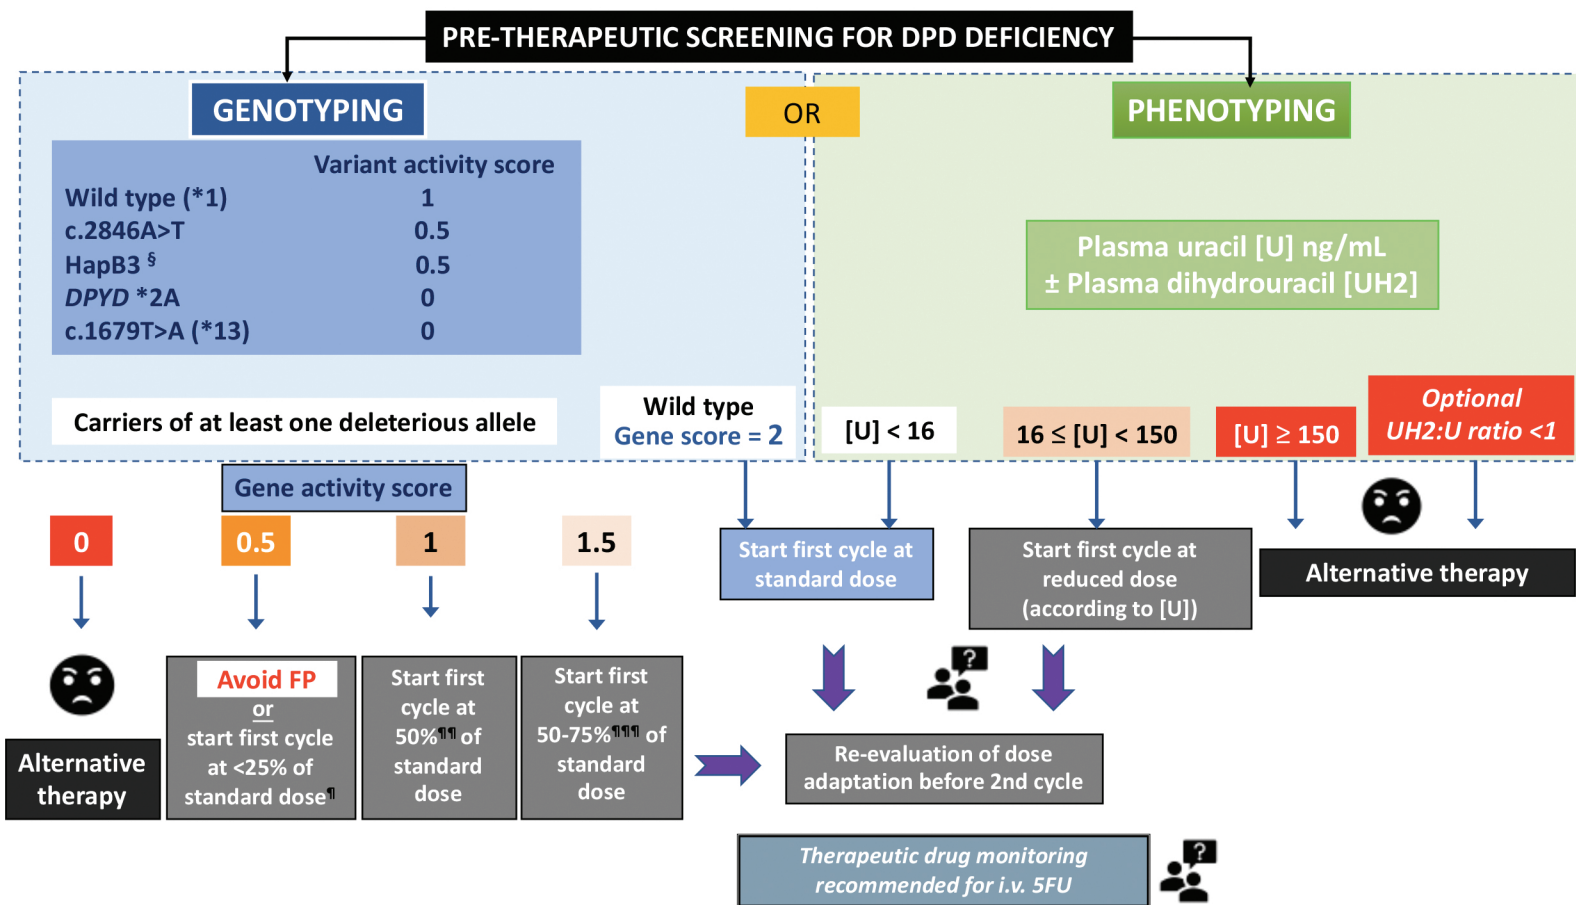 PRE-THERAPEUTIC SCREENING FOR DPD DEFICIENCY
GENOTYPING
OR
PHENOTYPING
Variant activity score
Wild type (*1) 1
c.2846A>T 0.5
HapB3 § 0.5
DPYD *2A 0
c.1679T>A (*13) 0
Plasma uracil [U] ng/mL
± Plasma dihydrouracil [UH2]
Carriers of at least one deleterious allele
Wild type
Gene score = 2
[U] < 16
16 ≤ [U] < 150
[U] ≥ 150
Optional
UH2:U ratio <1
Gene activity score
0
0.5
1
1.5
Start first cycle at
standard dose
Start first cycle at
reduced dose
(according to [U])
Alternative therapy
Alternative
therapy
Avoid FP
or
start first cycle
at <25% of
standard dose¶
Start first
cycle at
50%¶¶ of
standard
dose
Start first
cycle at
50-75%¶¶¶ of
standard
dose
?
Re-evaluation of dose
adaptation before 2nd cycle
Therapeutic drug monitoring
recommended for i.v. 5FU
?